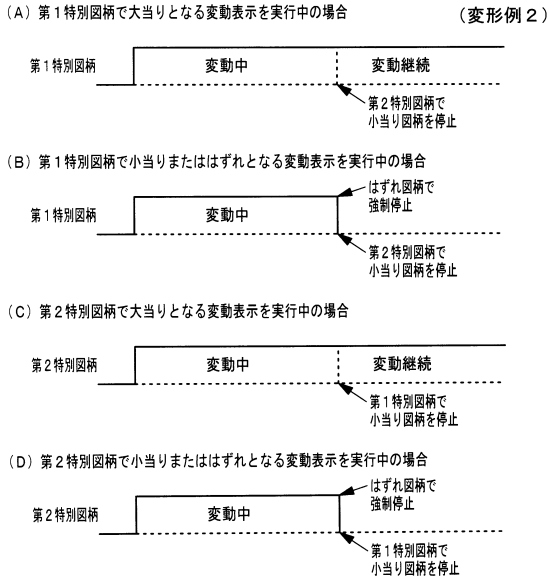 (A) 第1特別図柄で大当りとなる変動表示を実行中の場合
(変形例2)
第1特別図柄
変動中
変動継続
第2特別図柄で
小当り図柄を停止
(B) 第1特別図柄で小当りまたははずれとなる変動表示を実行中の場合
はずれ図柄で
強制停止
第1特別図柄
変動中
第2特別図柄で
小当り図柄を停止
(C) 第2特別図柄で大当りとなる変動表示を実行中の場合
第2特別図柄
変動中
変動継続
第1特別図柄で
小当り図柄を停止
(D) 第2特別図柄で小当りまたははずれとなる変動表示を実行中の場合
はずれ図柄で
強制停止
第2特別図柄
変動中
第1特別図柄で
小当り図柄を停止